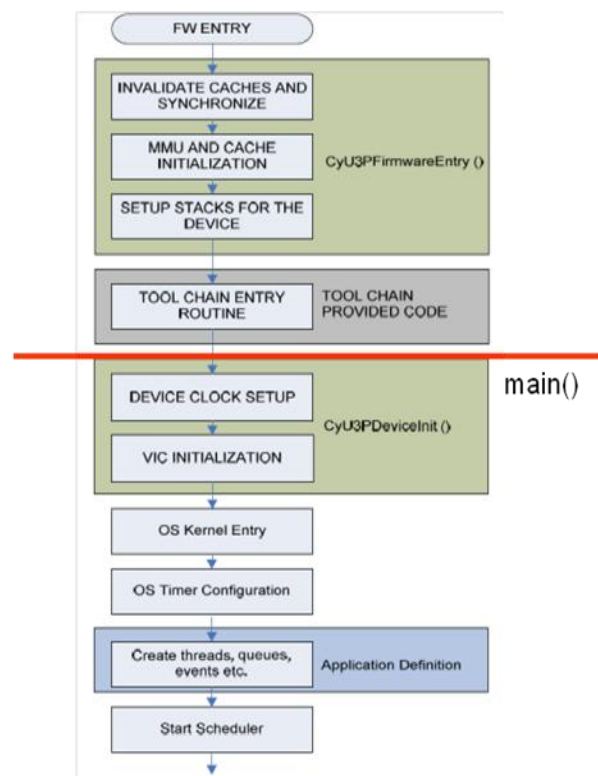 FW ENTRY
INVALIDATE CACHES AND
SYNCHRONIZE
MMU AND CACHE
INITIALIZATION
CyU3PFirmwareEntry ()
SETUP STACKS FOR THE
DEVICE
TOOL CHAIN ENTRY
ROUTINE
TOOL CHAIN
PROVIDED CODE
main()
DEVICE CLOCK SETUP
CyU3PDeviceInit ()
VIC INITIALIZATION
OS Kernel Entry
OS Timer Configuration
Create threads, queues,
events etc.
Application Definition
Start Scheduler